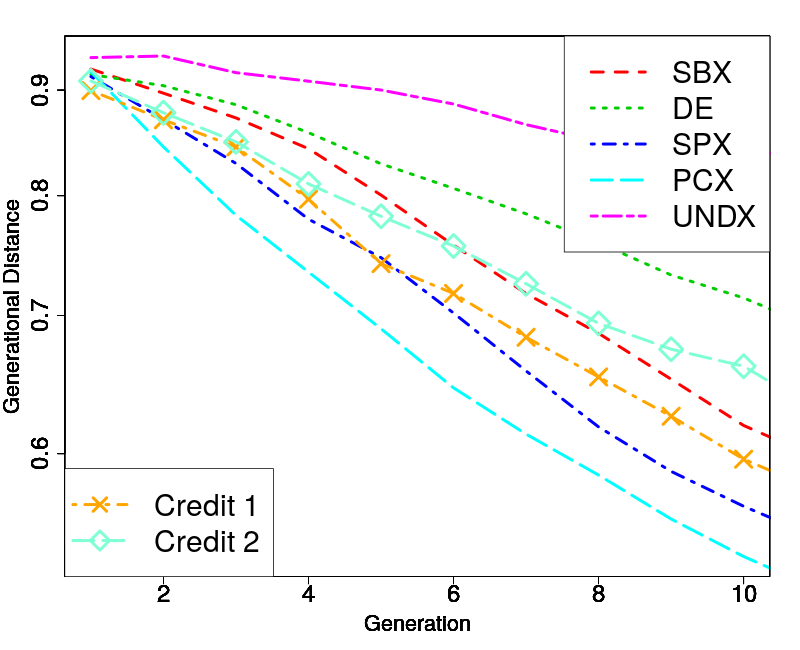 SBX
DE
SPX
PCX
UNDX
0.9
0.8
0.7
0.6
Generational Distance
Credit 1
Credit 2
2 4 6 8 10
Generation